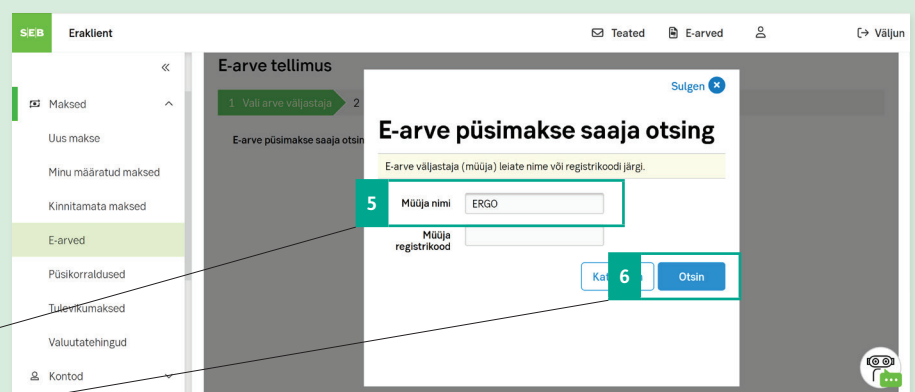 SEB Eraklient Teated E-arved Väljun
«
Maksed
Uus makse
Minu määratud maksed
Kinnitamata maksed
E-arved
Püsikorraldused
Tulevikumaksed
Valuutatehingud
Kontod
E-arve tellimus
1 Vali arve väljastaja 2
E-arve püsimakse saaja otsin
Sulgen
E-arve püsimakse saaja otsing
E-arve väljastaja (müüja) leiate nime või registrikoodi järgi.
5 Müüja nimi ERGO
Müüja
registrikood
6 Otsin